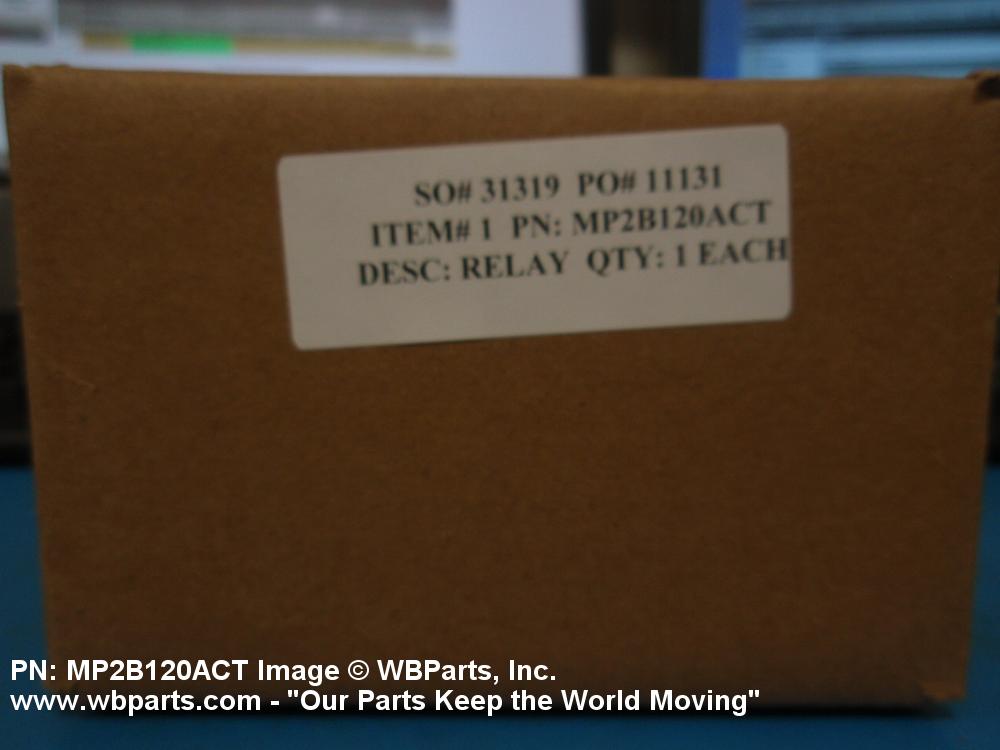 SO# 31319 PO# 11131
ITEM# 1 PN: MP2B120ACT
DESC: RELAY QTY: 1 EACH
PN: MP2B120ACT Image © WBParts, Inc.
www.wbparts.com - "Our Parts Keep the World Moving"